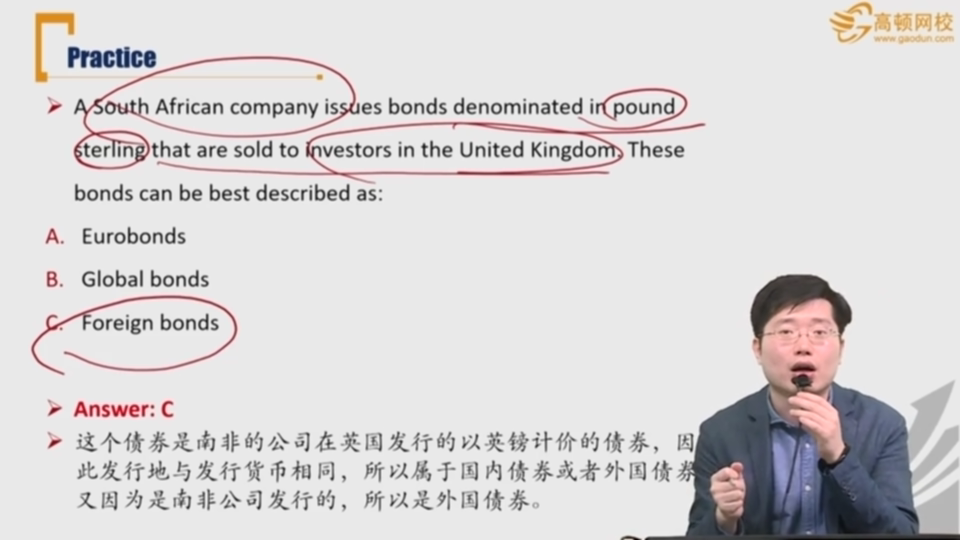 Practice
高顿网校
www.gaodun.com
A South African company issues bonds denominated in pound
sterling that are sold to investors in the United Kingdom. These
bonds can be best described as:
A. Eurobonds
B. Global bonds
C. Foreign bonds
Answer: C
这个债券是南非的公司在英国发行的以英镑计价的债券，因
此发行地与发行货币相同，所以属于国内债券或者外国债券
又因为是南非公司发行的，所以是外国债券。